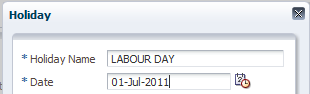 Holiday
* Holiday Name LABOUR DAY
* Date 01-Jul-2011